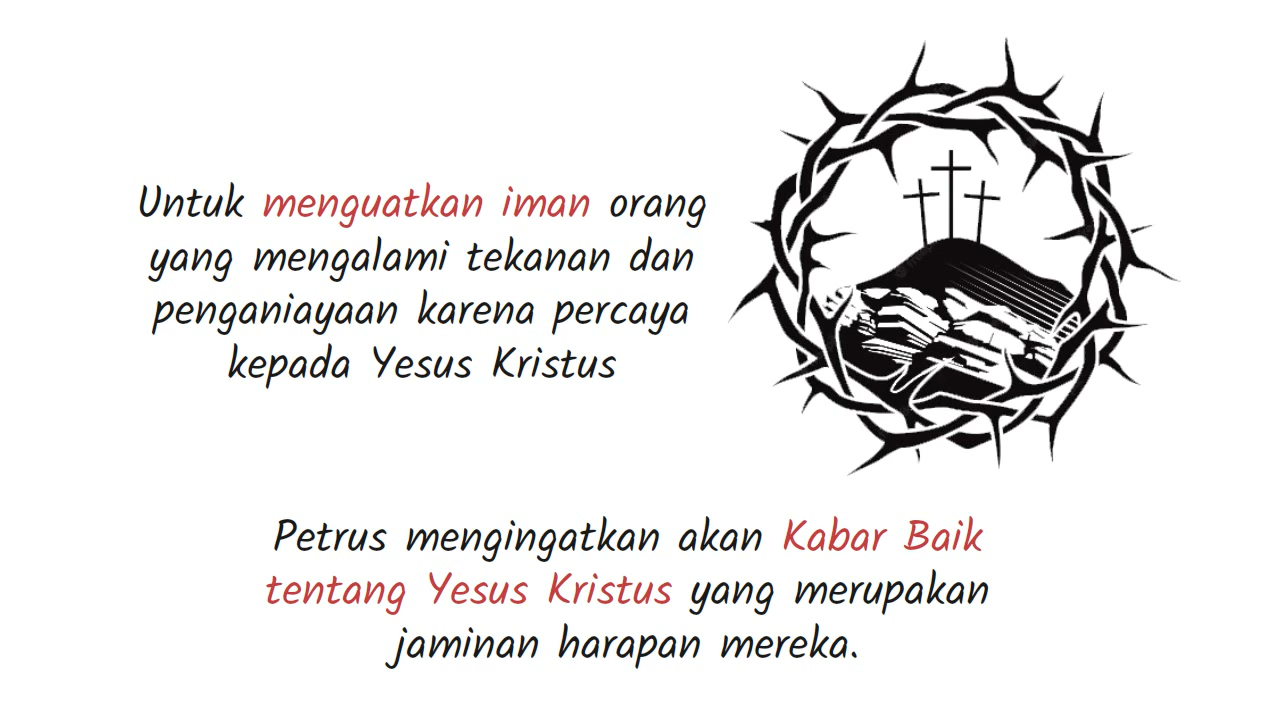 Untuk menguatkan iman orang
yang mengalami tekanan dan
penganiayaan karena percaya
kepada Yesus Kristus
Petrus mengingatkan akan Kabar Baik
tentang Yesus Kristus yang merupakan
jaminan harapan mereka.